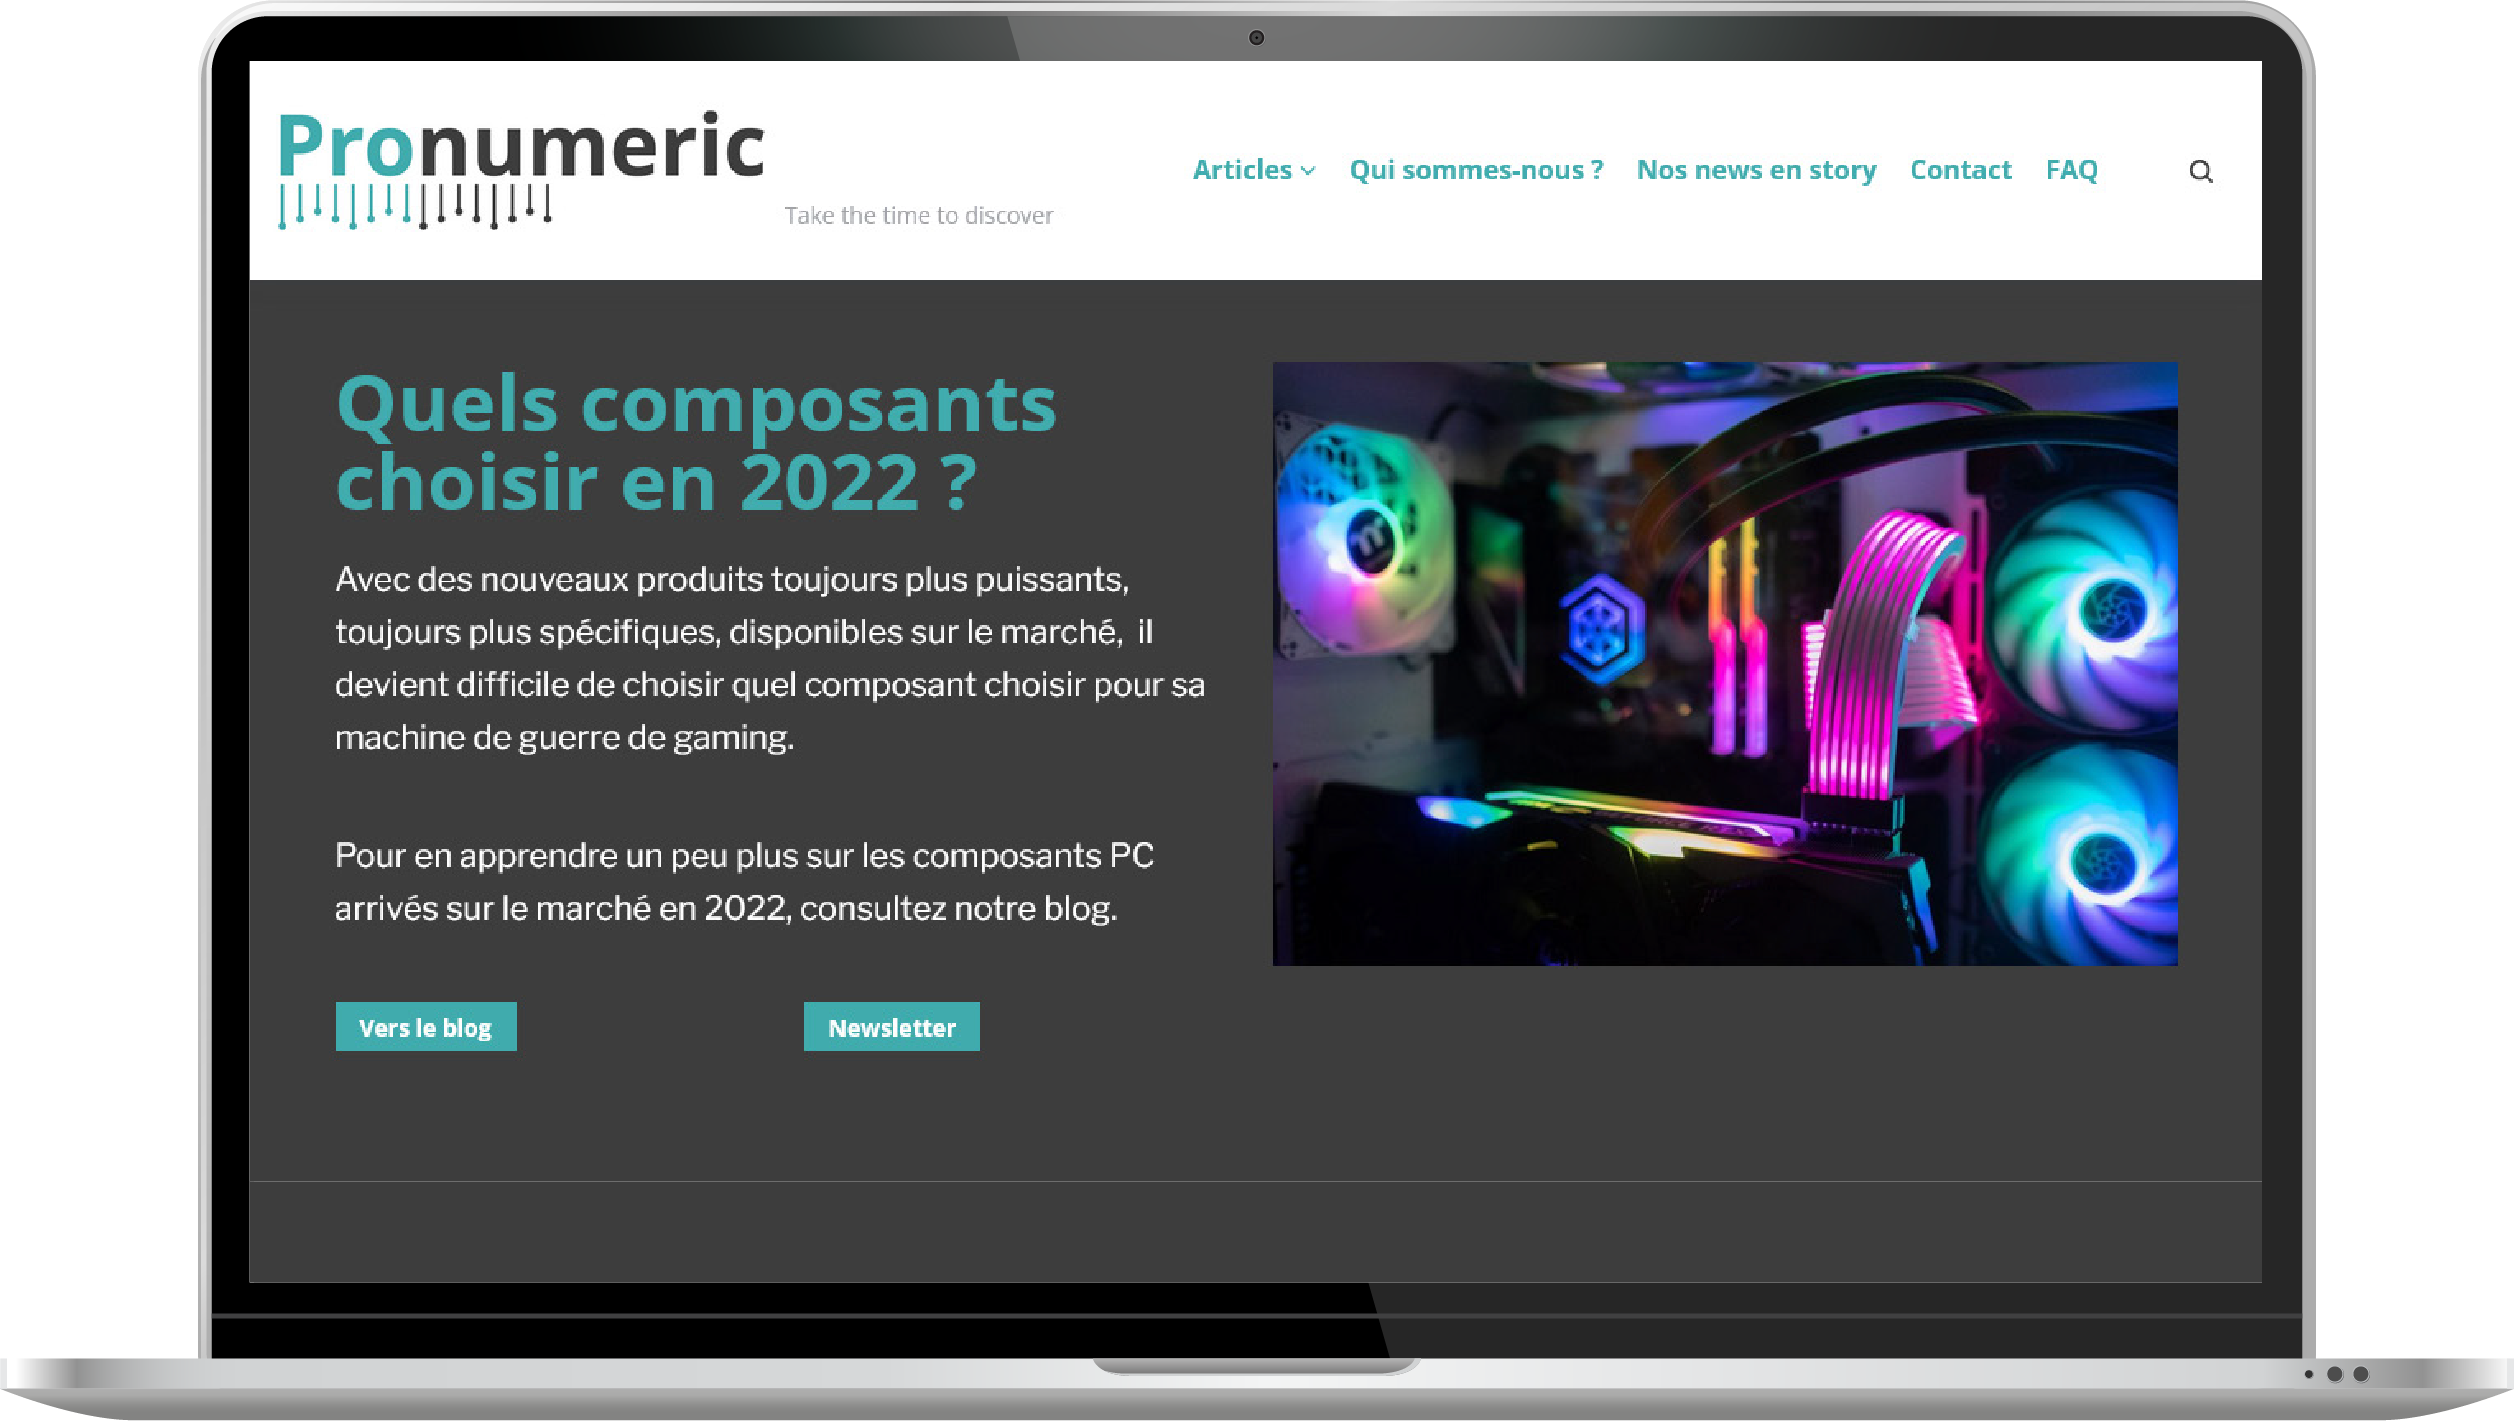 Pronumeric
Take the time to discover
Articles Qui sommes-nous ? Nos news en story Contact FAQ
Quels composants
choisir en 2022 ?
Avec des nouveaux produits toujours plus puissants,
toujours plus spécifiques, disponibles sur le marché, il
devient difficile de choisir quel composant choisir pour sa
machine de guerre de gaming.
Pour en apprendre un peu plus sur les composants PC
arrivés sur le marché en 2022, consultez notre blog.
Vers le blog
Newsletter